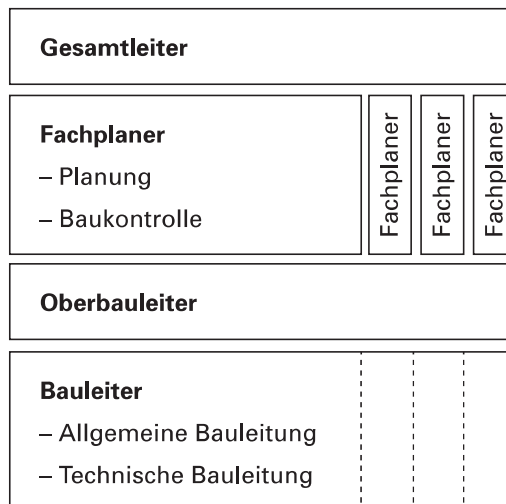 Gesamtleiter
Fachplaner
– Planung
– Baukontrolle
Fachplaner
Fachplaner
Fachplaner
Oberbauleiter
Bauleiter
– Allgemeine Bauleitung
– Technische Bauleitung